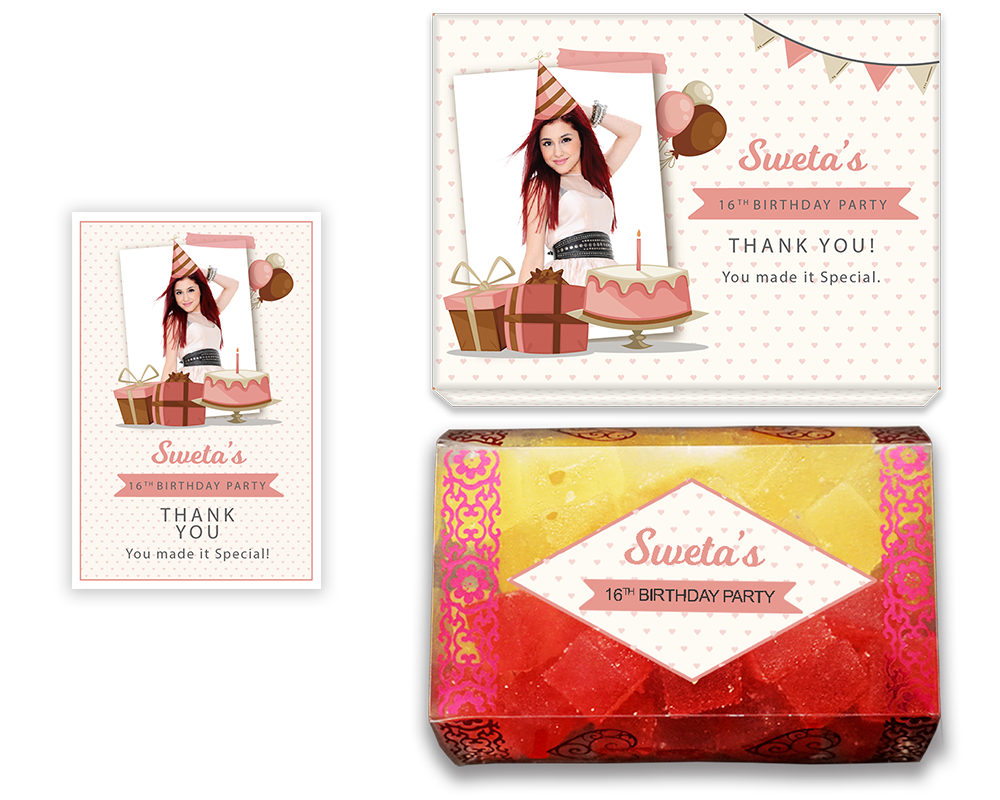 Sweta's
16TH BIRTHDAY PARTY
THANK
YOU
You made it Special!
Sweta's
16TH BIRTHDAY PARTY
THANK YOU!
You made it Special.
Sweta's
16TH BIRTHDAY PARTY